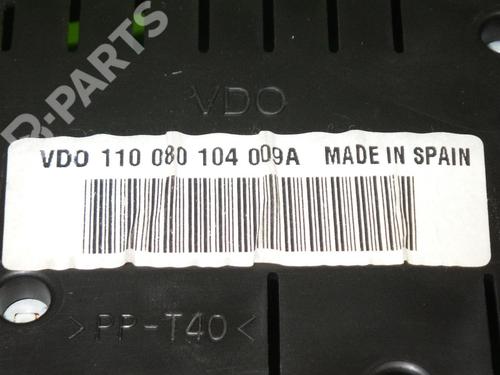 B-PARTS
VDO
VDO 110 080 104 009A MADE IN SPAIN
>PP-T40<